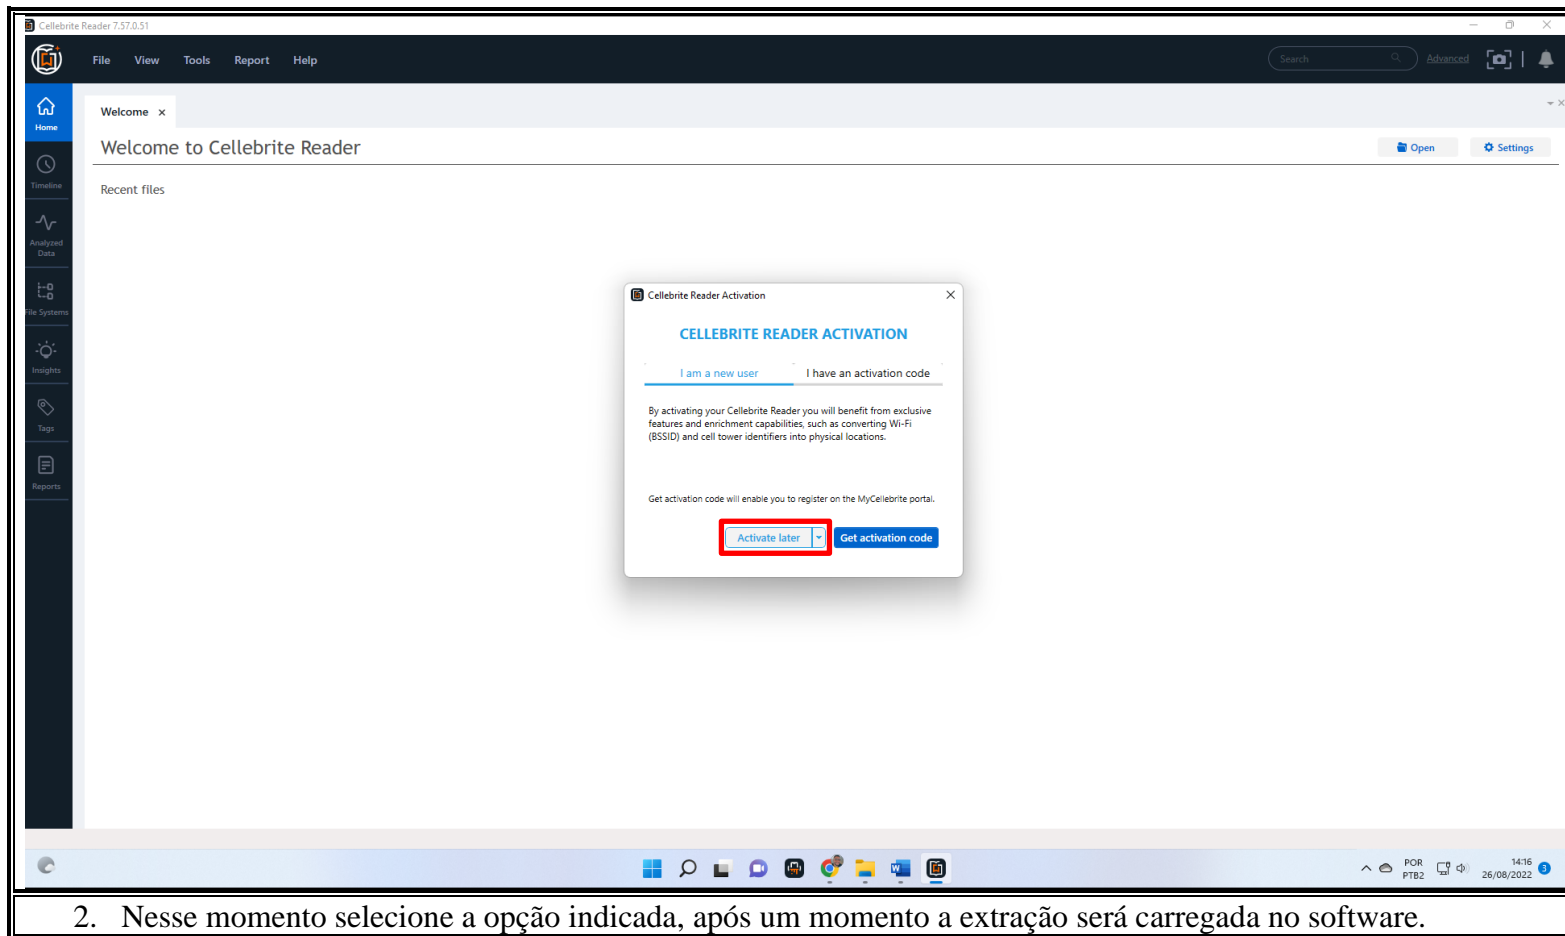 Cellebrite Reader 7.57.0.51
File View Tools Report Help
Search Advanced
Home
Timeline
Analyzed
Data
File Systems
Insights
Tags
Reports
Welcome x
Welcome to Cellebrite Reader
Open Settings
Recent files
Cellebrite Reader Activation
CELLEBRITE READER ACTIVATION
I am a new user I have an activation code
By activating your Cellebrite Reader you will benefit from exclusive
features and enrichment capabilities, such as converting Wi-Fi
(BSSID) and cell tower identifiers into physical locations.
Get activation code will enable you to register on the MyCellebrite portal.
Activate later Get activation code
POR
PTB2
14:16
26/08/2022
3
2. Nesse momento selecione a opção indicada, após um momento a extração será carregada no software.